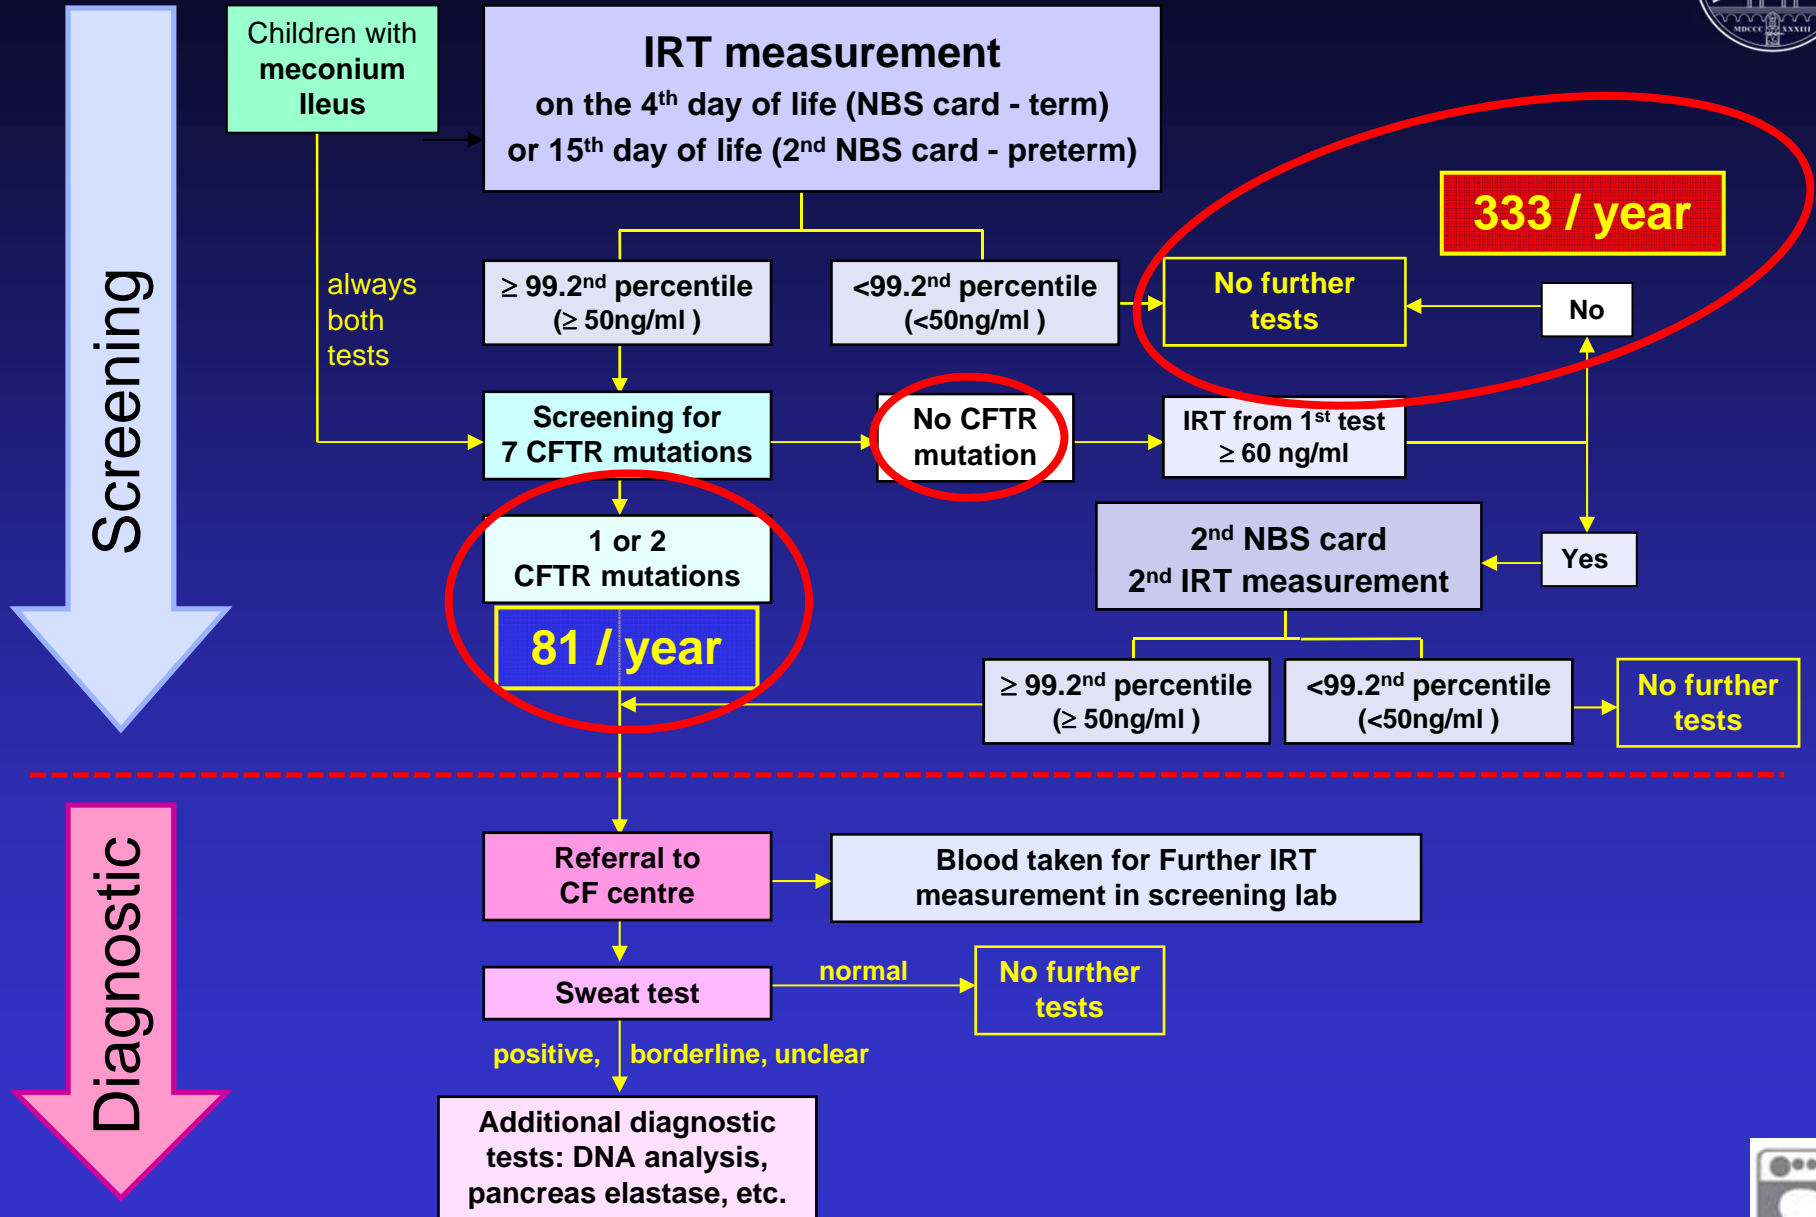 Children with
meconium
Ileus
IRT measurement
on the 4th day of life (NBS card - term)
or 15th day of life (2nd NBS card - preterm)
MDCCC XXXIII
333 / year
Screening
always
both
tests
≥ 99.2nd percentile
(≥ 50ng/ml )
<99.2nd percentile
(<50ng/ml )
No further
tests
No
Screening for
7 CFTR mutations
No CFTR
mutation
IRT from 1st test
≥ 60 ng/ml
1 or 2
CFTR mutations
81 / year
2nd NBS card
2nd IRT measurement
Yes
≥ 99.2nd percentile
(≥ 50ng/ml )
<99.2nd percentile
(<50ng/ml )
No further
tests
Diagnostic
Referral to
CF centre
Blood taken for Further IRT
measurement in screening lab
Sweat test
normal
No further
tests
positive, borderline, unclear
Additional diagnostic
tests: DNA analysis,
pancreas elastase, etc.